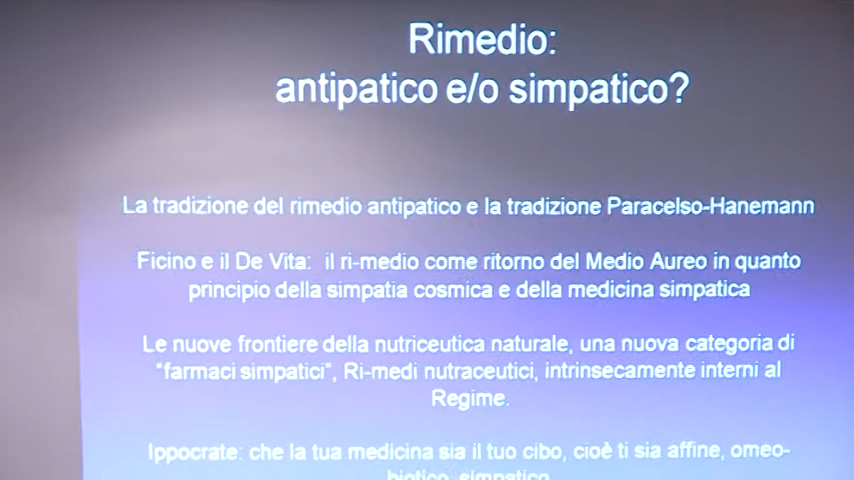 Rimedio:
antipatico e/o simpatico?
La tradizione del rimedio antipatico e la tradizione Paracelso-Hanemann
Ficino e il De Vita: il ri-medio come ritorno del Medio Aureo in quanto
principio della simpatia cosmica e della medicina simpatica
Le nuove frontiere della nutriceutica naturale, una nuova categoria di
"farmaci simpatici", Ri-medi nutraceutici, intrinsecamente interni al
Regime.
Ippocrate: che la tua medicina sia il tuo cibo, cioè ti sia affine, omeo-
biotico, simpatico